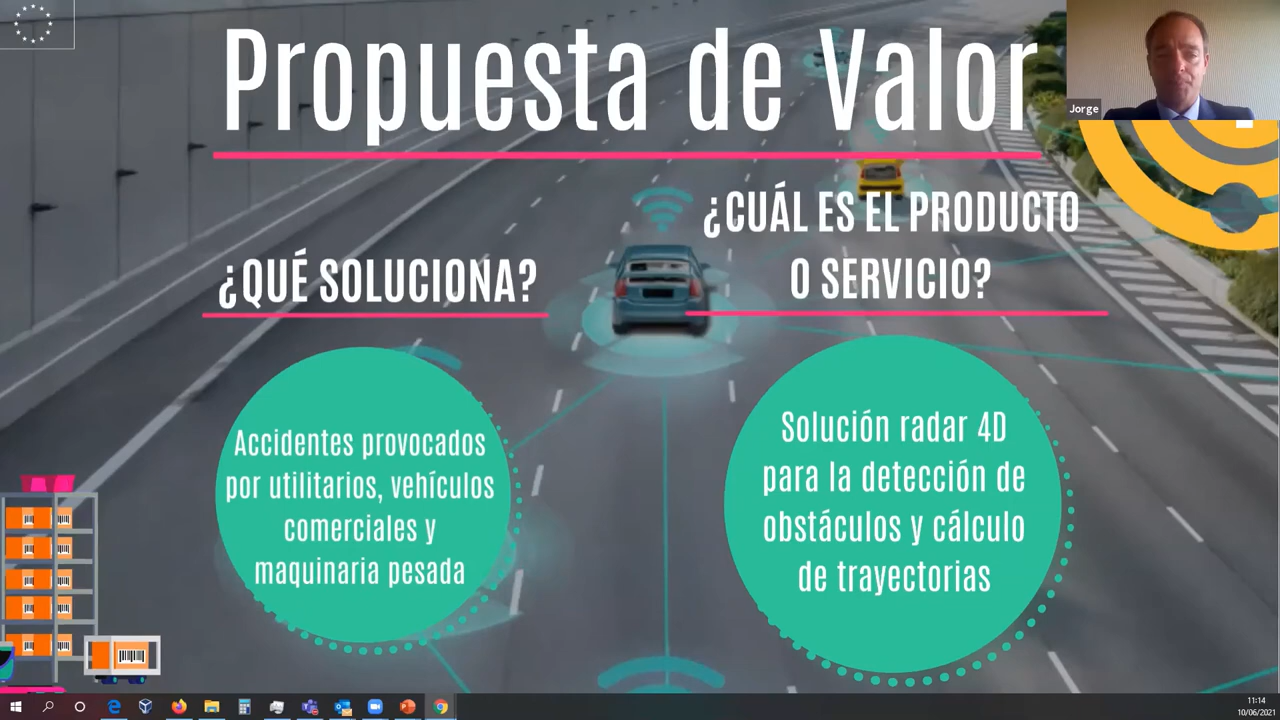 Propuesta de Valor
Jorge
¿QUÉ SOLUCIONA?
¿CUÁL ES EL PRODUCTO
O SERVICIO?
Accidentes provocados
por utilitarios, vehículos
comerciales y
maquinaria pesada
Solución radar 4D
para la detección de
obstáculos y cálculo
de trayectorias
11:14
10/06/2021